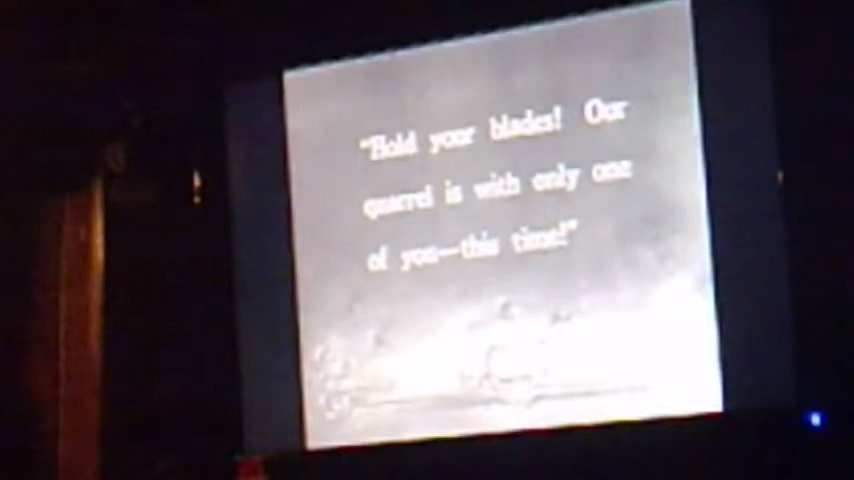 "Hold your blades! Our
quarrel is with only one
of you—this time!"